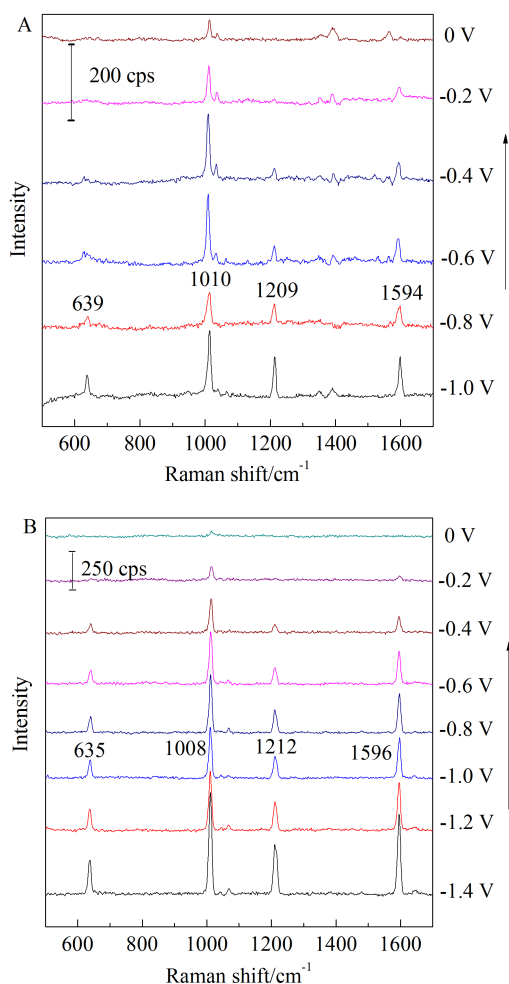 A
0 V
200 cps
-0.2 V
-0.4 V
-0.6 V
Intensity
639
1010
1209
1594
-0.8 V
-1.0 V
600 800 1000 1200 1400 1600
Raman shift/cm-1
B
0 V
250 cps
-0.2 V
-0.4 V
-0.6 V
Intensity
-0.8 V
635
1008
1212
1596
-1.0 V
-1.2 V
-1.4 V
600 800 1000 1200 1400 1600
Raman shift/cm-1